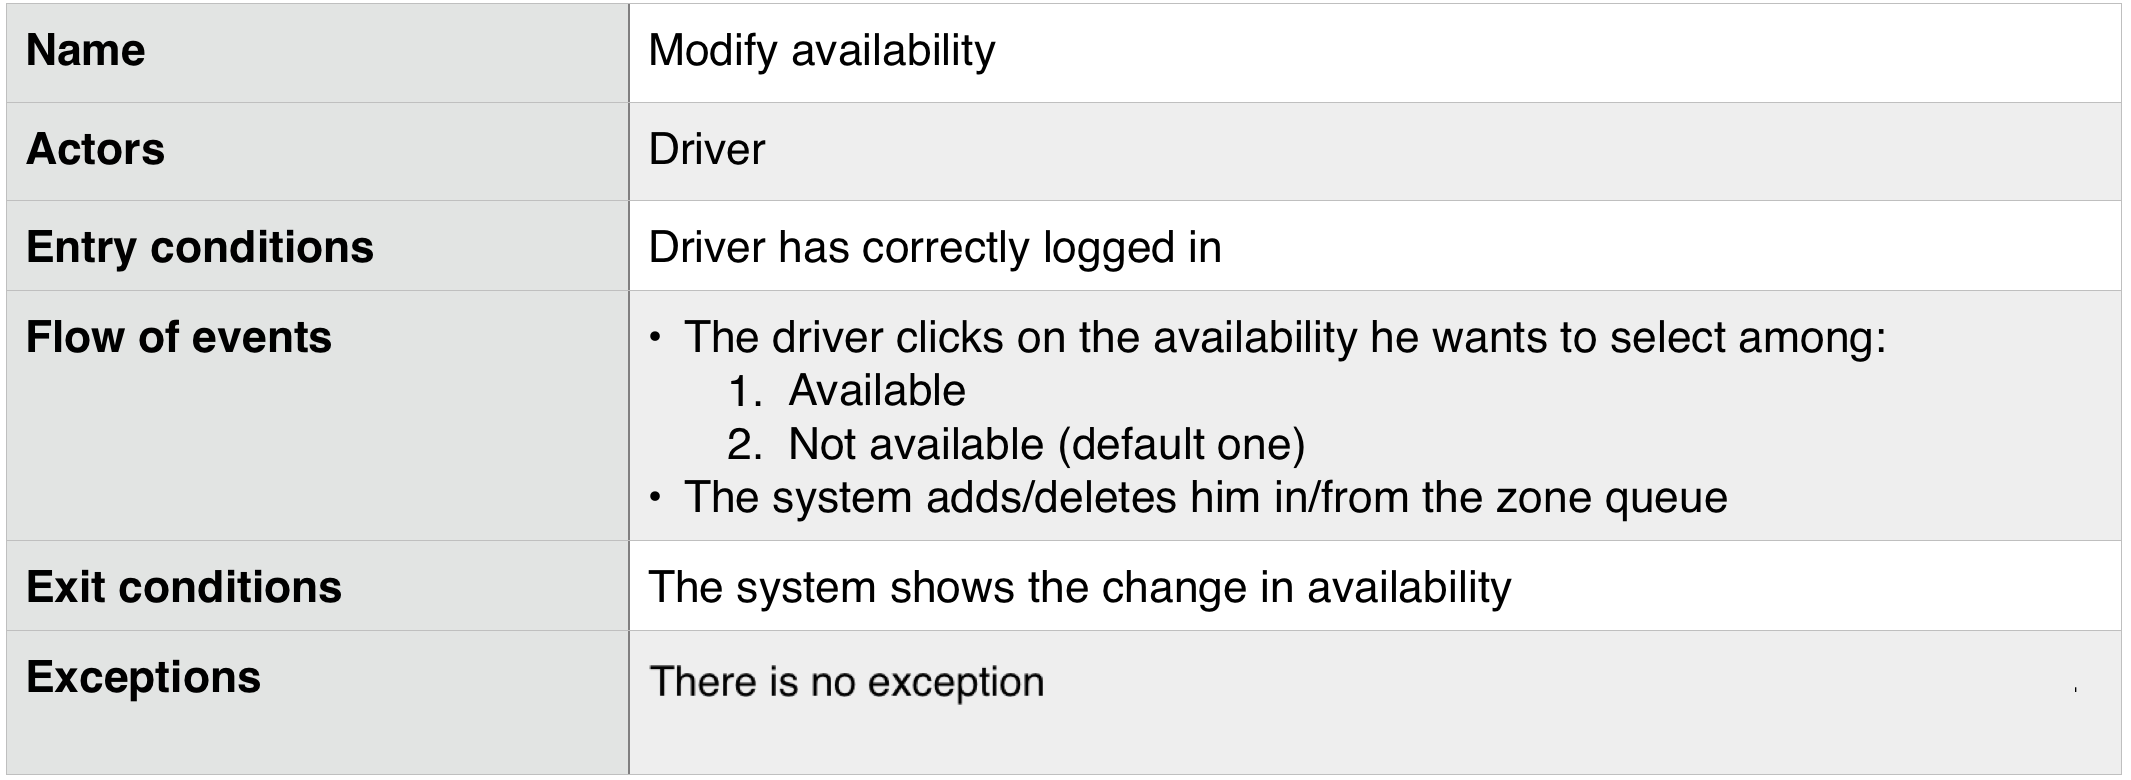 Name
Modify availability
Actors
Driver
Entry conditions
Driver has correctly logged in
Flow of events
• The driver clicks on the availability he wants to select among:
1. Available
2. Not available (default one)
• The system adds/deletes him in/from the zone queue
Exit conditions
The system shows the change in availability
Exceptions
There is no exception